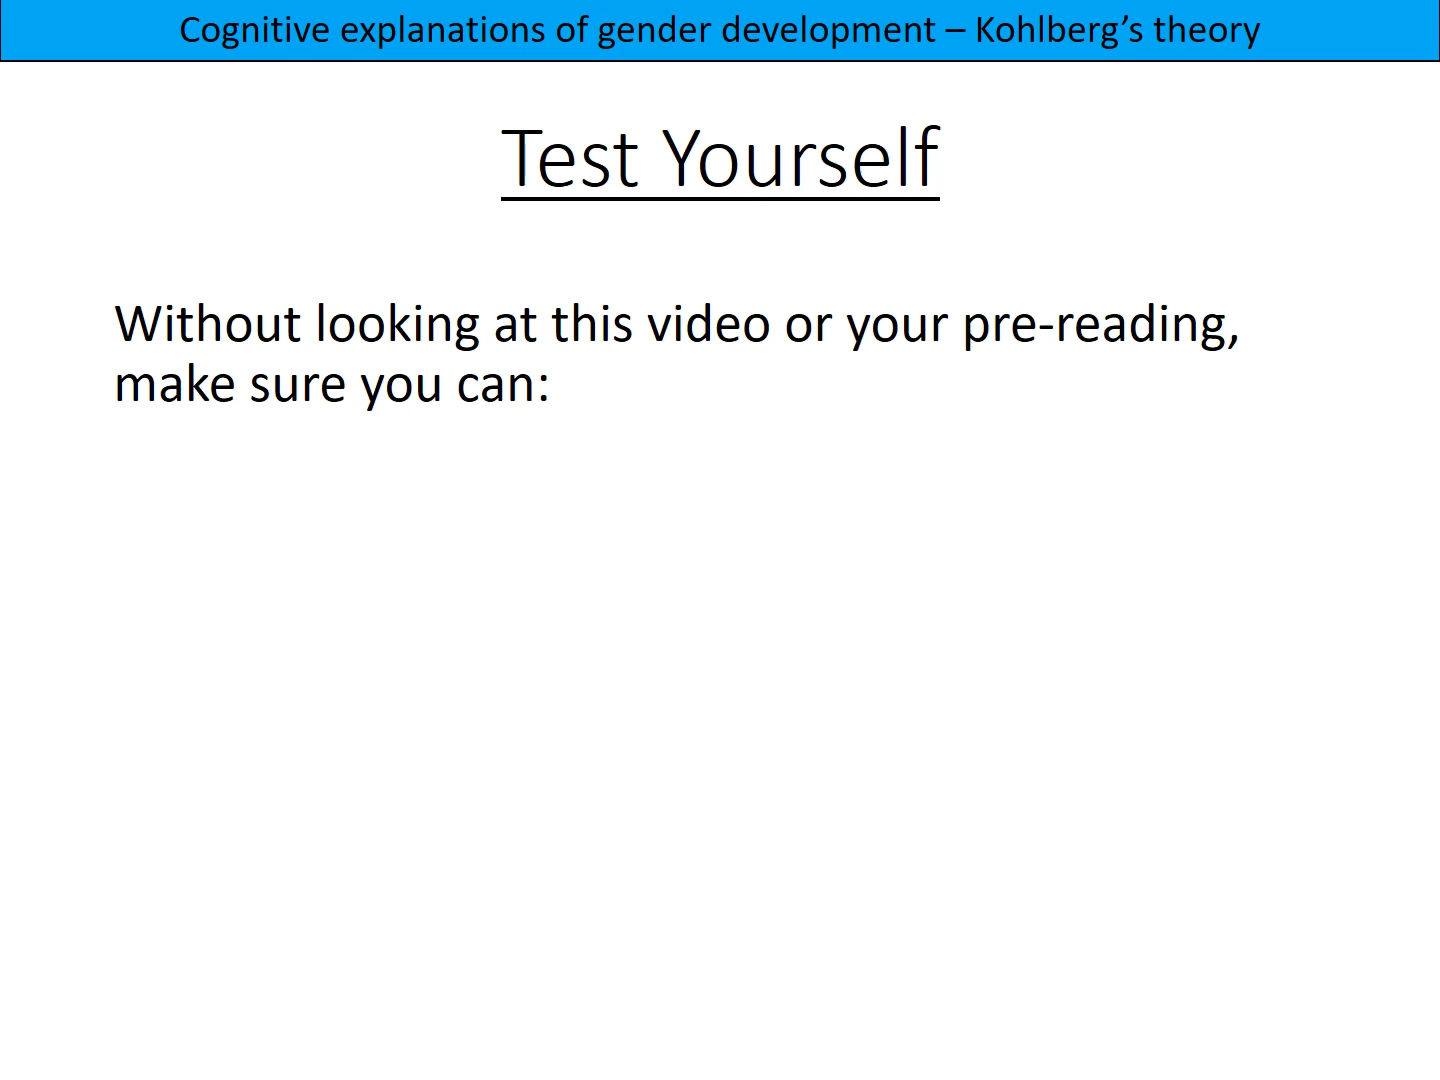 Cognitive explanations of gender development – Kohlberg’s theory
Test Yourself
Without looking at this video or your pre-reading,
make sure you can: